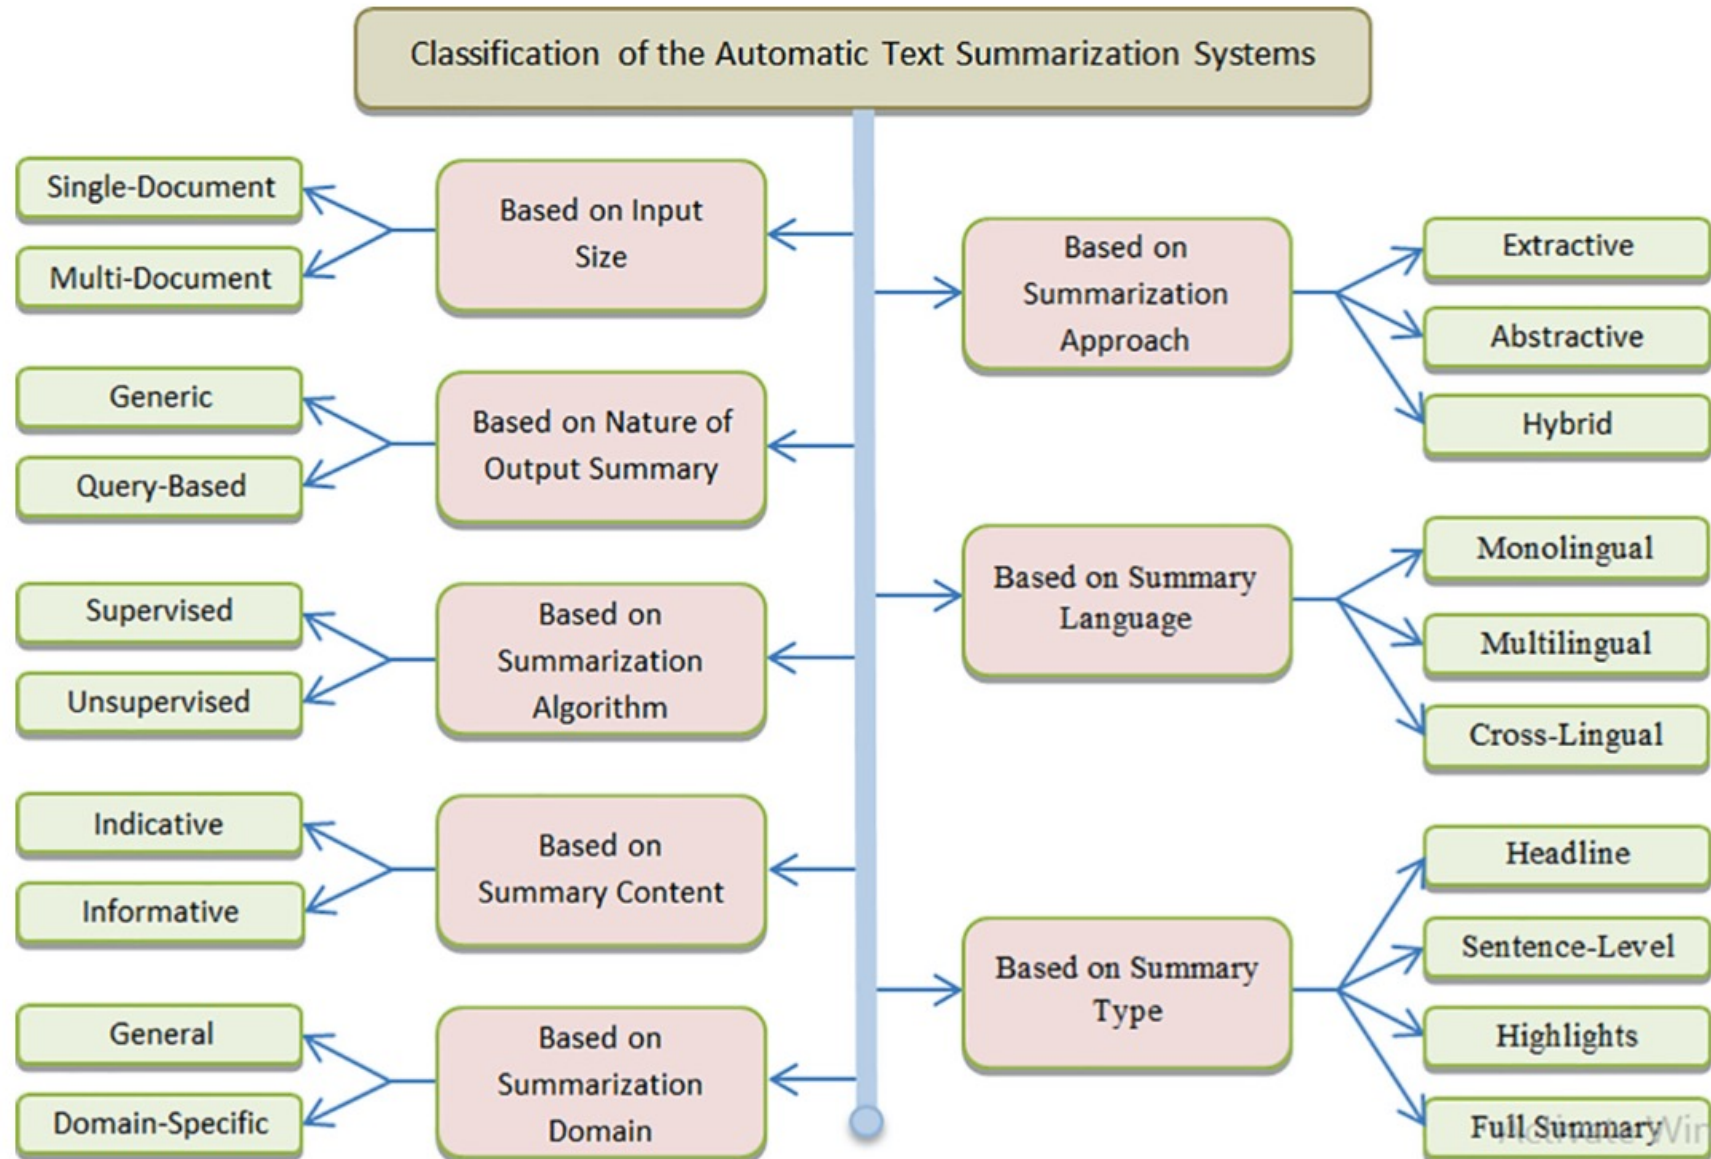 Classification of the Automatic Text Summarization Systems
Single-Document
Multi-Document
Based on Input
Size
Generic
Query-Based
Based on Nature of
Output Summary
Supervised
Unsupervised
Based on
Summarization
Algorithm
Indicative
Informative
Based on
Summary Content
General
Domain-Specific
Based on
Summarization
Domain
Based on
Summarization
Approach
Extractive
Abstractive
Hybrid
Based on Summary
Language
Monolingual
Multilingual
Cross-Lingual
Based on Summary
Type
Headline
Sentence-Level
Highlights
Full Summary
Activate Win